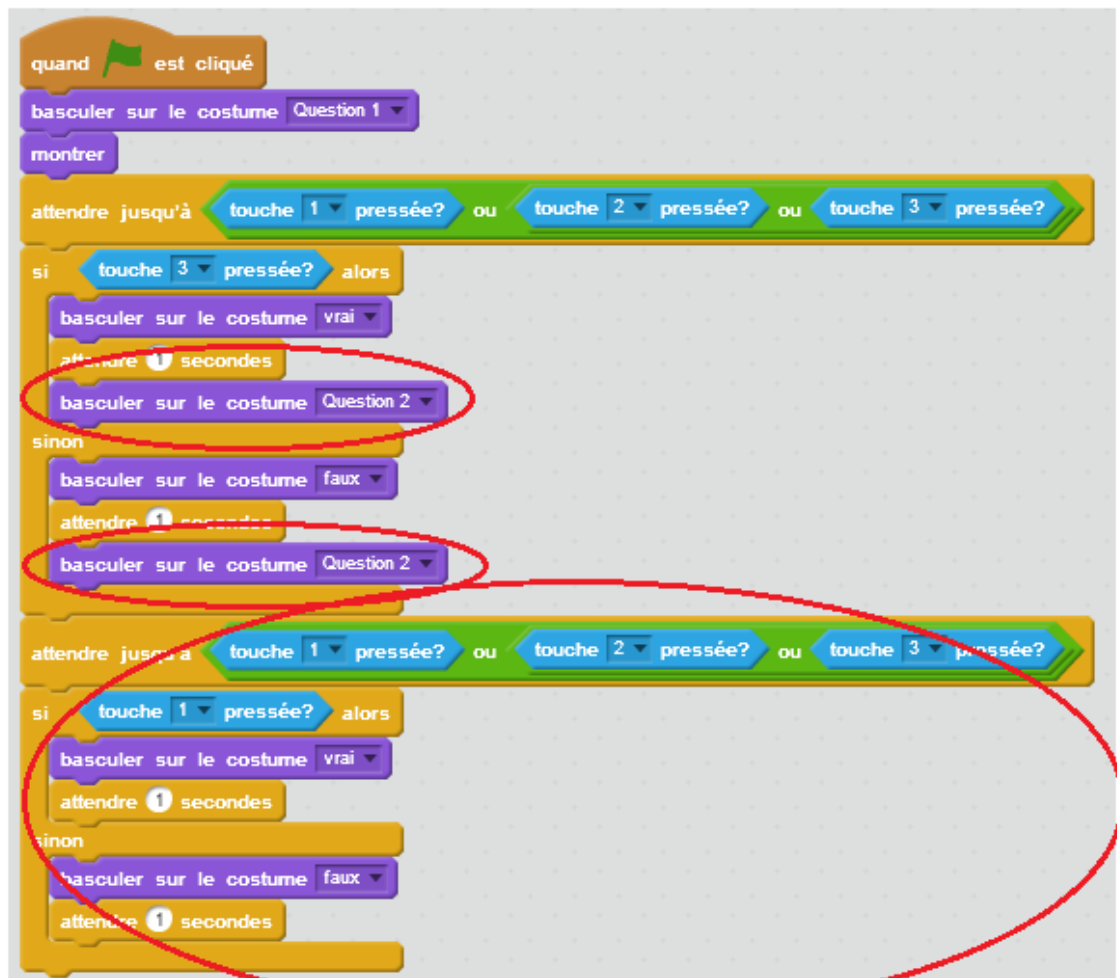 quand est cliqué
basculer sur le costume Question 1
montrer
attendre jusqu'à touche 1 pressée? ou touche 2 pressée? ou touche 3 pressée?
si touche 3 pressée? alors
basculer sur le costume vrai
attendre 1 secondes
basculer sur le costume Question 2
sinon
basculer sur le costume faux
attendre 1 secondes
basculer sur le costume Question 2
attendre jusqu'à touche 1 pressée? ou touche 2 pressée? ou touche 3 pressée?
si touche 1 pressée? alors
basculer sur le costume vrai
attendre 1 secondes
sinon
basculer sur le costume faux
attendre 1 secondes